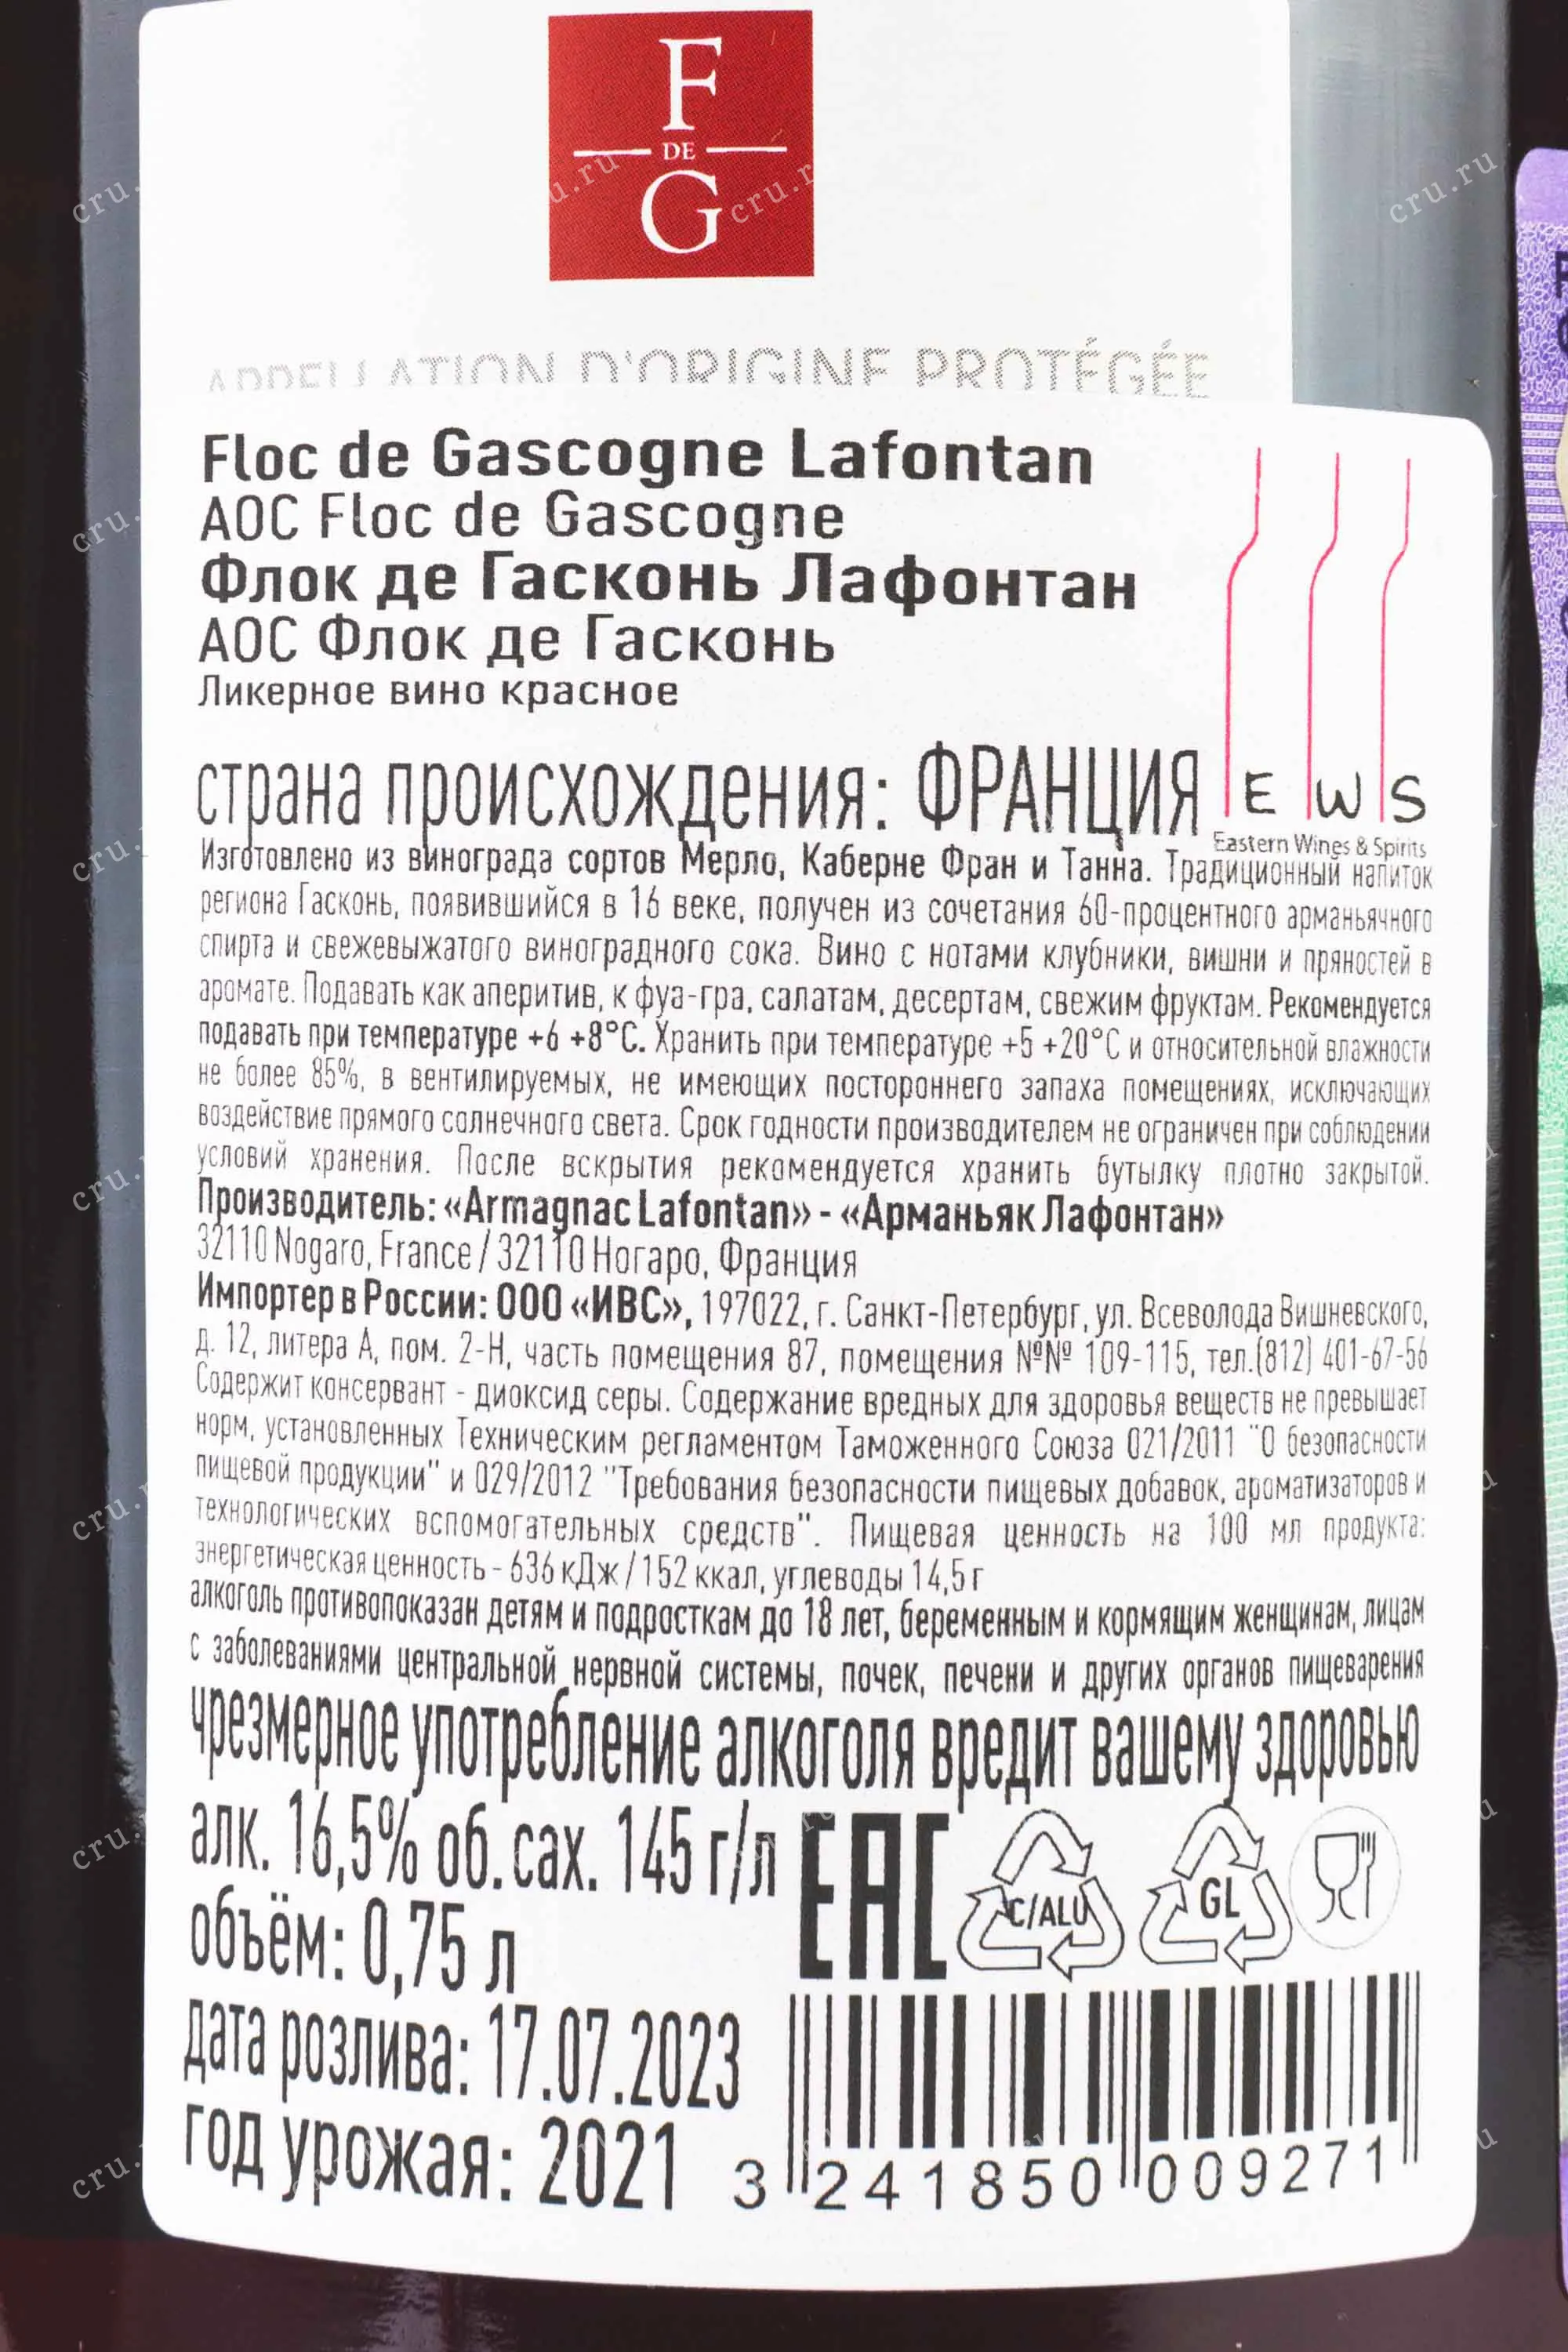 F
DE
G
APPELLATION D'ORIGINE PROTÉGÉE
Floc de Gascogne Lafontan
AOC Floc de Gascogne
Флок де Гасконь Лафонтан
АОС Флок де Гасконь
Ликерное вино красное
страна происхождения: ФРАНЦИЯ
E W S
Eastern Wines & Spirits
Изготовлено из винограда сортов Мерло, Каберне Фран и Танна. Традиционный напиток
региона Гасконь, появившийся в 16 веке, получен из сочетания 60-процентного арманьячного
спирта и свежевыжатого виноградного сока. Вино с нотами клубники, вишни и пряностей в
аромате. Подавать как аперитив, к фуа-гра, салатам, десертам, свежим фруктам. Рекомендуется
подавать при температуре +6 +8°С. Хранить при температуре +5 +20°С и относительной влажности
не более 85%, в вентилируемых, не имеющих постороннего запаха помещениях, исключающих
воздействие прямого солнечного света. Срок годности производителем не ограничен при соблюдении
условий хранения. После вскрытия рекомендуется хранить бутылку плотно закрытой.
Производитель: «Armagnac Lafontan» - «Арманьяк Лафонтан»
32110 Nogaro, France / 32110 Ногаро, Франция
Импортер в России: ООО «ИВС», 197022, г. Санкт-Петербург, ул. Всеволода Вишневского,
д. 12, литера А, пом. 2-Н, часть помещения 87, помещения №№ 109-115, тел.(812) 401-67-56
Содержит консервант - диоксид серы. Содержание вредных для здоровья веществ не превышает
норм, установленных Техническим регламентом Таможенного Союза 021/2011 "О безопасности
пищевой продукции" и 029/2012 "Требования безопасности пищевых добавок, ароматизаторов и
технологических вспомогательных средств". Пищевая ценность на 100 мл продукта:
энергетическая ценность - 636 кДж / 152 ккал, углеводы 14,5 г
алкоголь противопоказан детям и подросткам до 18 лет, беременным и кормящим женщинам, лицам
с заболеваниями центральной нервной системы, почек, печени и других органов пищеварения
чрезмерное употребление алкоголя вредит вашему здоровью
алк. 16,5% об. сах. 145 г/л
EAC
C/ALU
GL
объём: 0,75 л
дата розлива: 17.07.2023
год урожая: 2021
3 241850 009271